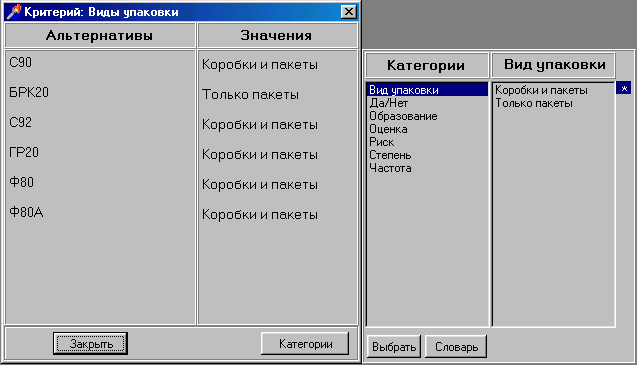 Критерий: Виды упаковки
Альтернативы Значения
С90 Коробки и пакеты
БРК20 Только пакеты
С92 Коробки и пакеты
ГР20 Коробки и пакеты
Ф80 Коробки и пакеты
Ф80А Коробки и пакеты
Закрыть Категории
Категории Вид упаковки
Вид упаковки Коробки и пакеты *
Да/Нет Только пакеты
Образование
Оценка
Риск
Степень
Частота
Выбрать Словарь